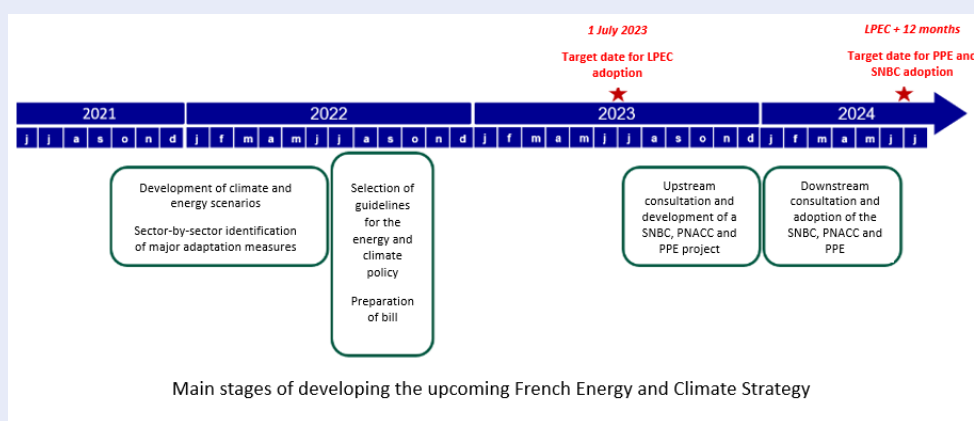 1 July 2023
Target date for LPEC
adoption
LPEC + 12 months
Target date for PPE and
SNBC adoption
2021
2022
2023
2024
j j a s o n d j f m a m j j a s o n d j f m a m j j a s o n d j f m a m j j
Development of climate and
energy scenarios
Sector-by-sector identification
of major adaptation measures
Selection of
guidelines
for the
energy and
climate
policy
Preparation
of bill
Upstream
consultation and
development of a
SNBC, PNACC and
PPE project
Downstream
consultation and
adoption of the
SNBC, PNACC and
PPE
Main stages of developing the upcoming French Energy and Climate Strategy